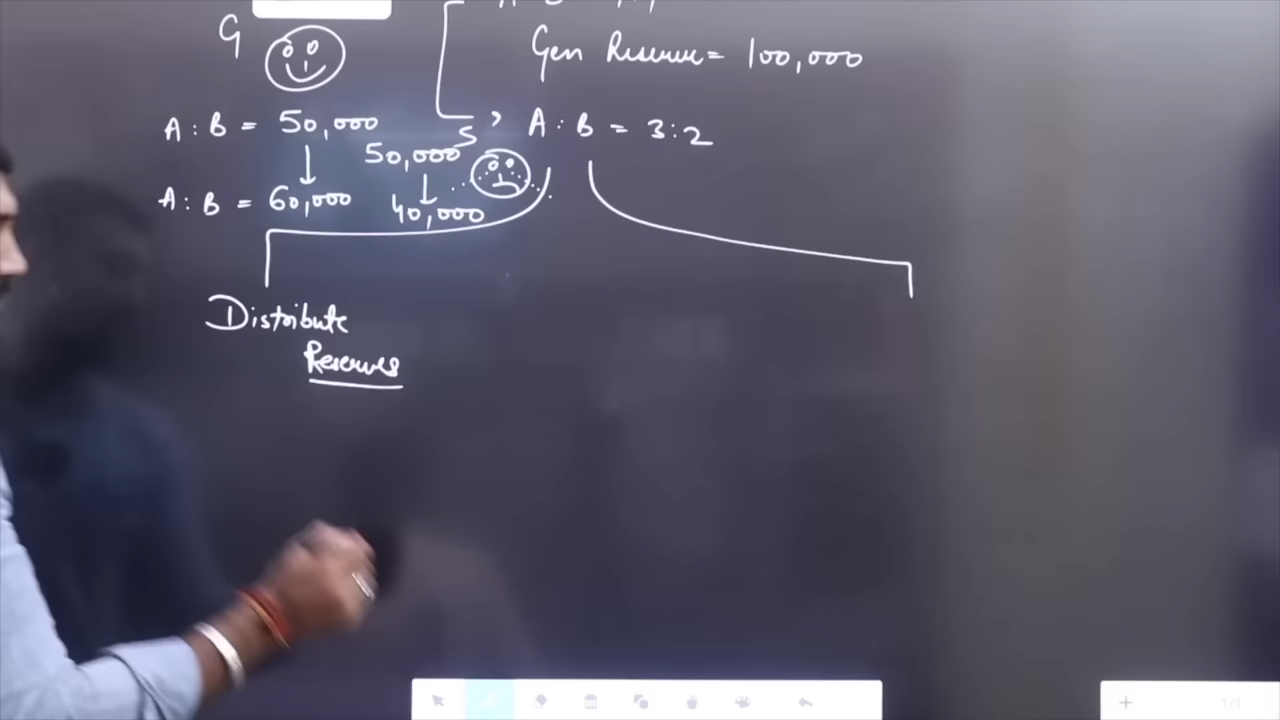 G
Gen Reserve = 100,000
A : B = 50,000
50,000
S
A : B = 3:2
A : B = 60,000
40,000
Distribute
Reserves